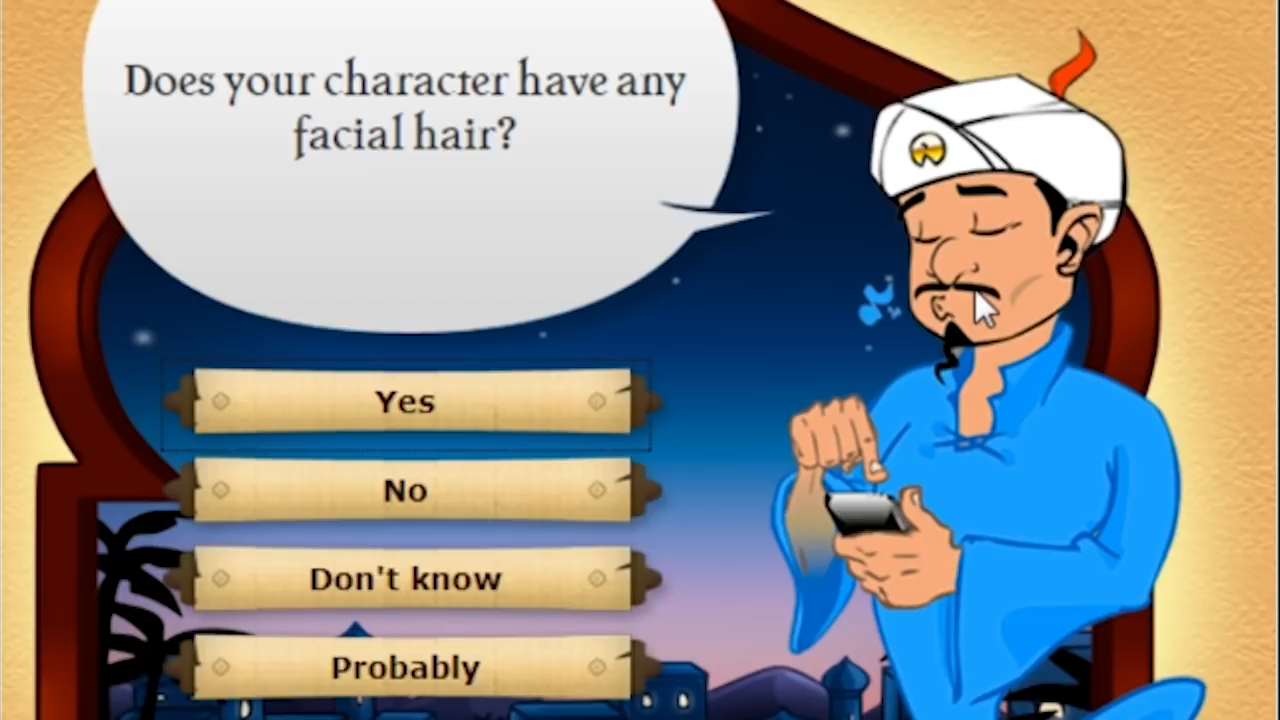 Does your character have any
facial hair?
Yes
No
Don't know
Probably